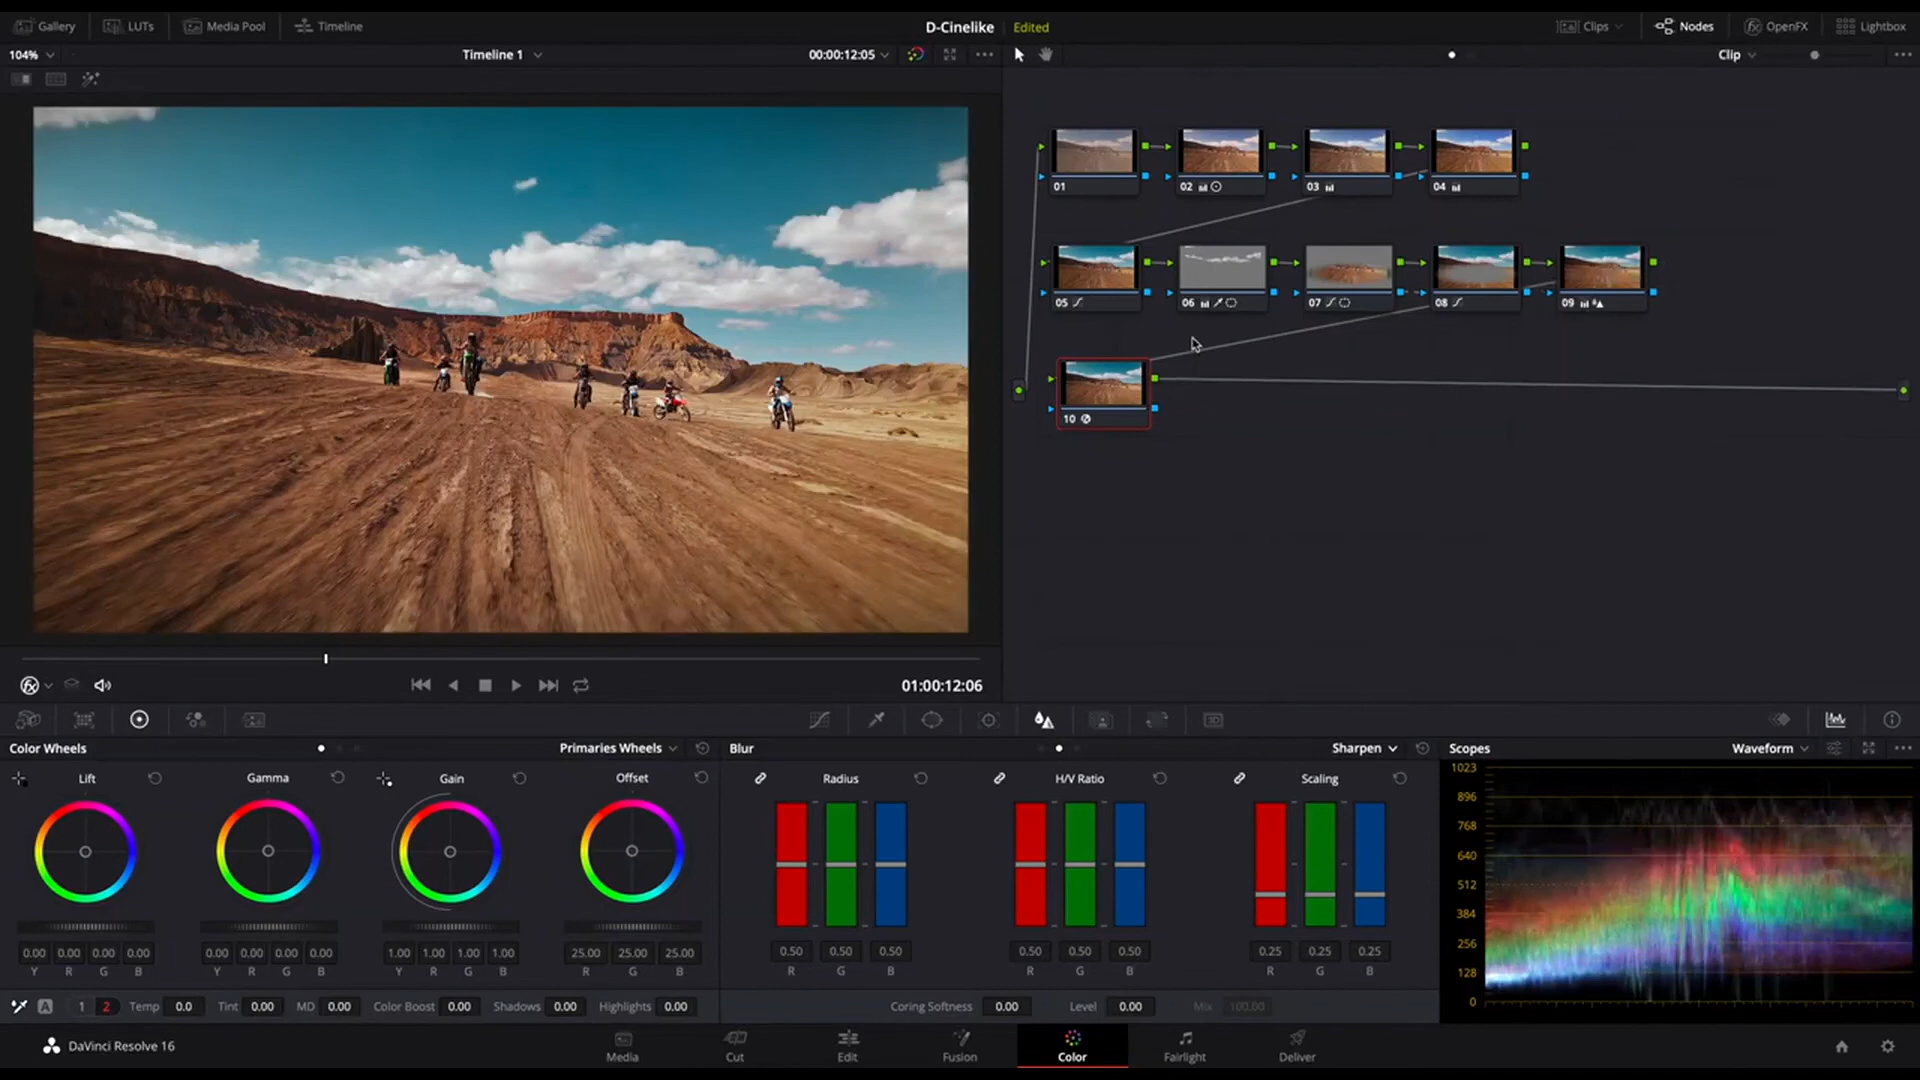 Gallery LUTs Media Pool Timeline D-Cinelike Edited Clips Nodes OpenFX Lightbox
104% Timeline 1 00:00:12:05 Clip
01 02 03 04
05 06 07 08 09
10
01:00:12:06
3D
Color Wheels Primaries Wheels Blur Sharpen Scopes Waveform
Lift Gamma Gain Offset Radius H/V Ratio Scaling
1023
896
768
640
512
384
256
128
0
0.00 0.00 0.00 0.00 0.00 0.00 0.00 0.00 1.00 1.00 1.00 1.00 25.00 25.00 25.00 0.50 0.50 0.50 0.50 0.50 0.50 0.25 0.25 0.25
Y R G B Y R G B Y R G B R G B R G B R G B R G B
A 1 2 Temp 0.0 Tint 0.00 MD 0.00 Color Boost 0.00 Shadows 0.00 Highlights 0.00 Coring Softness 0.00 Level 0.00 Mix 100.00
DaVinci Resolve 16 Media Cut Edit Fusion Color Fairlight Deliver